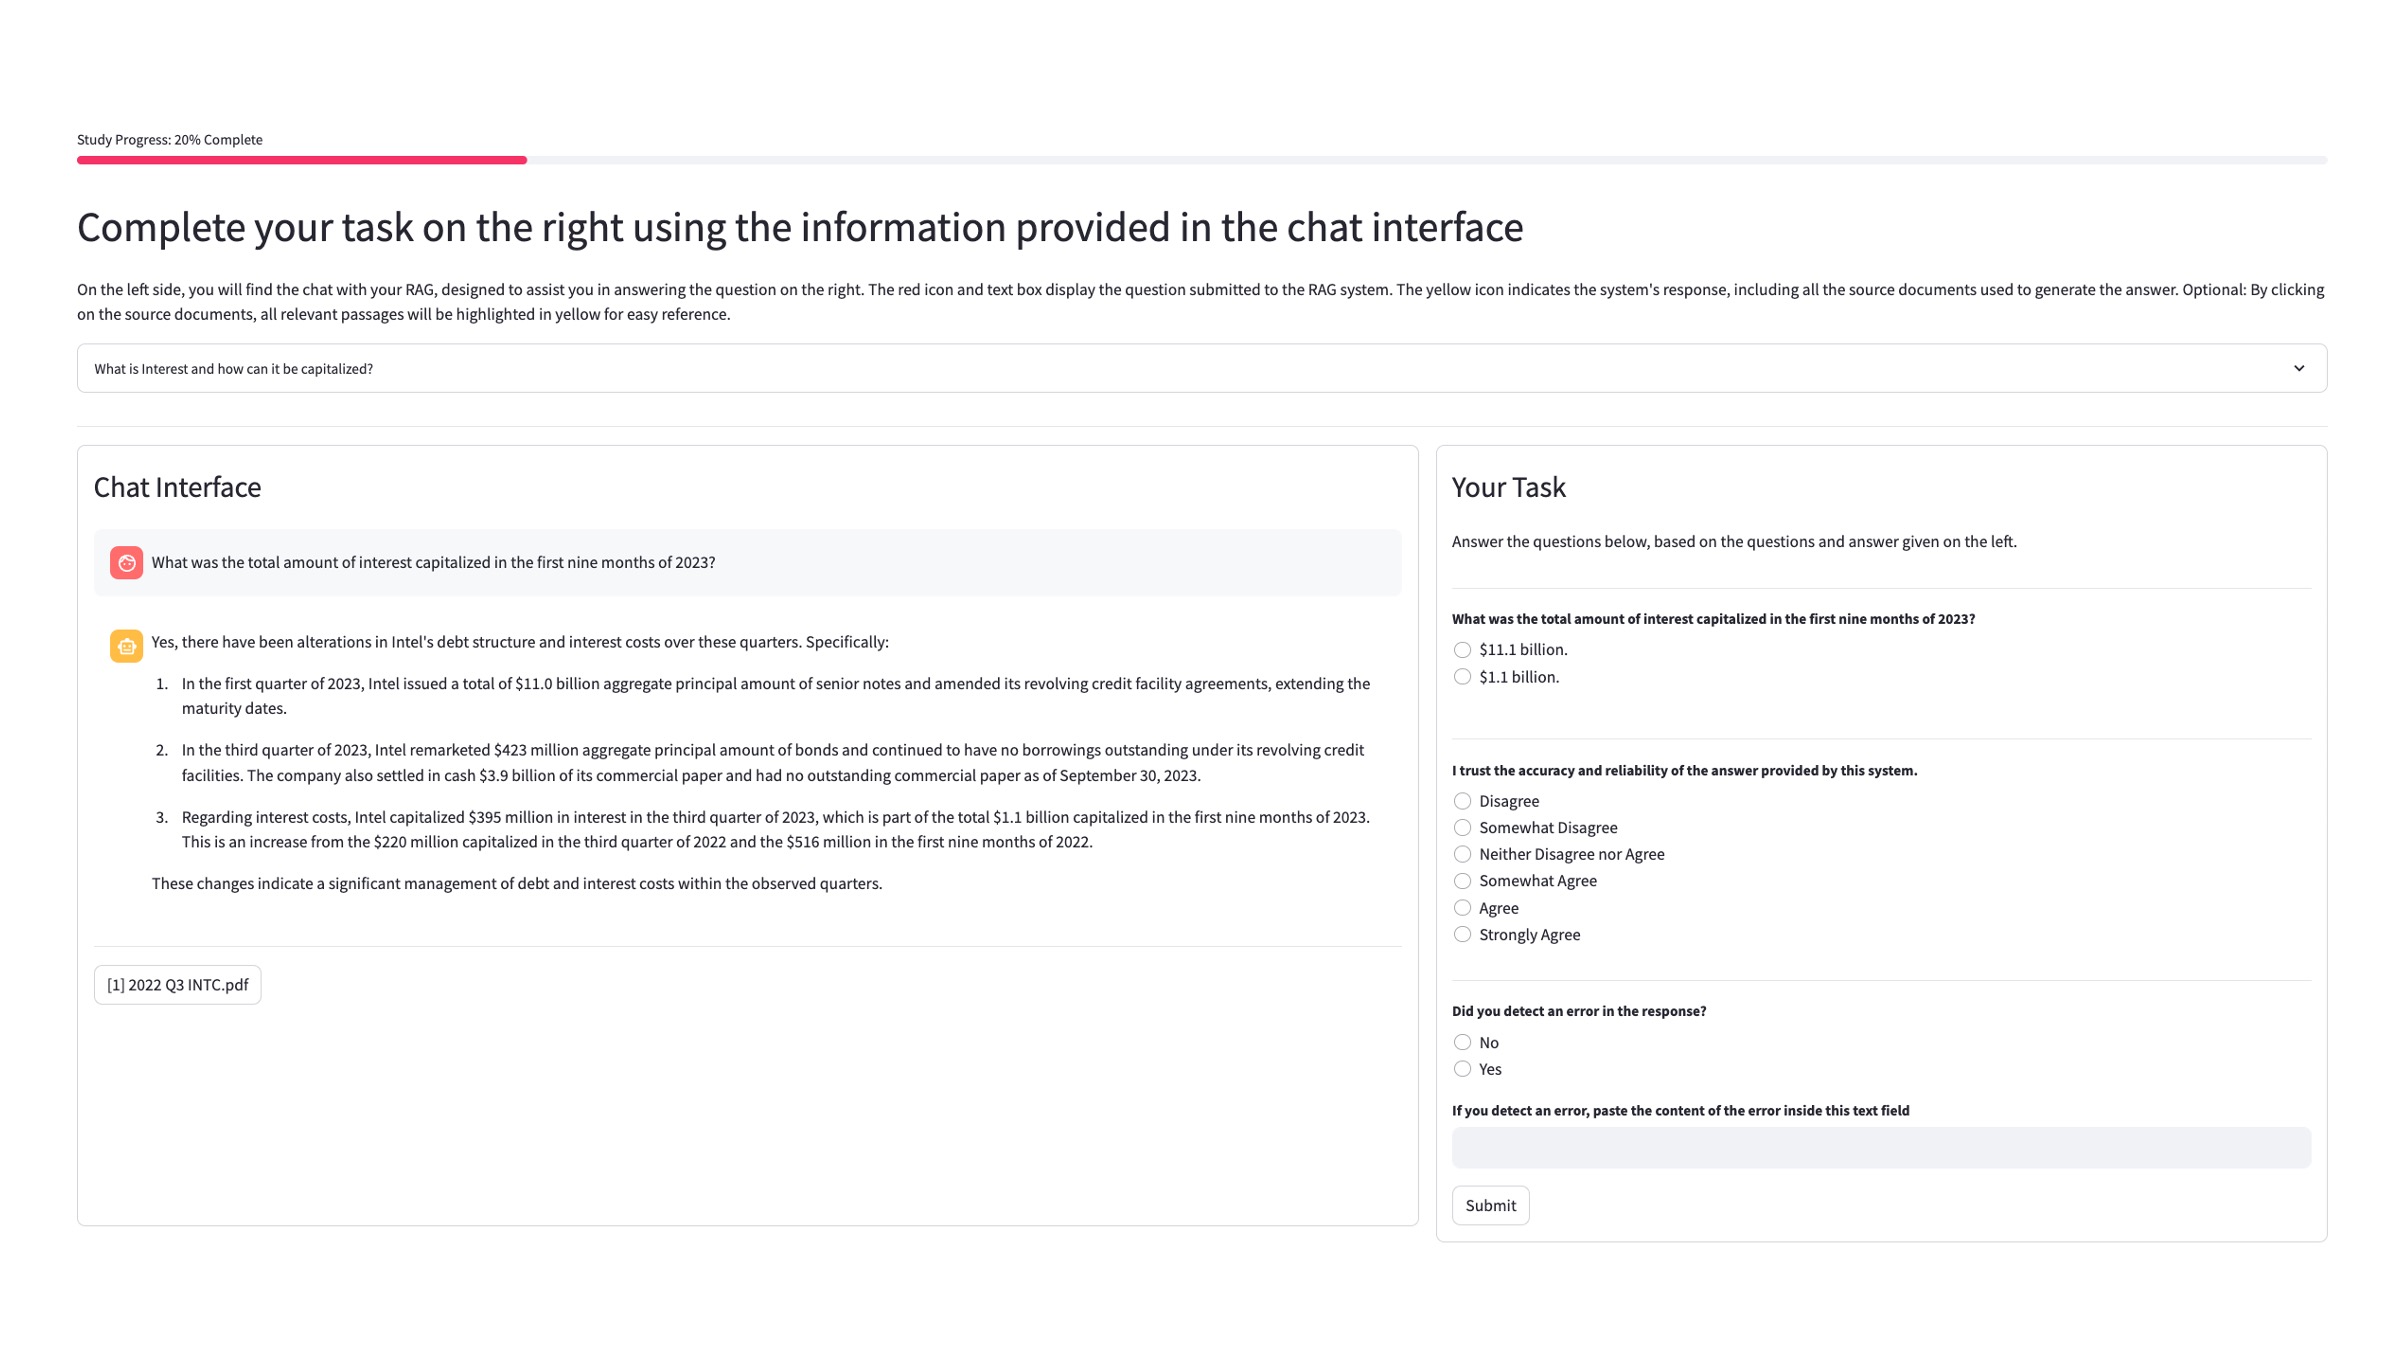 Study Progress: 20% Complete
Complete your task on the right using the information provided in the chat interface
On the left side, you will find the chat with your RAG, designed to assist you in answering the question on the right. The red icon and text box display the question submitted to the RAG system. The yellow icon indicates the system's response, including all the source documents used to generate the answer. Optional: By clicking
on the source documents, all relevant passages will be highlighted in yellow for easy reference.
What is Interest and how can it be capitalized?
Chat Interface
What was the total amount of interest capitalized in the first nine months of 2023?
Yes, there have been alterations in Intel's debt structure and interest costs over these quarters. Specifically:
1. In the first quarter of 2023, Intel issued a total of $11.0 billion aggregate principal amount of senior notes and amended its revolving credit facility agreements, extending the
maturity dates.
2. In the third quarter of 2023, Intel remarketed $423 million aggregate principal amount of bonds and continued to have no borrowings outstanding under its revolving credit
facilities. The company also settled in cash $3.9 billion of its commercial paper and had no outstanding commercial paper as of September 30, 2023.
3. Regarding interest costs, Intel capitalized $395 million in interest in the third quarter of 2023, which is part of the total $1.1 billion capitalized in the first nine months of 2023.
This is an increase from the $220 million capitalized in the third quarter of 2022 and the $516 million in the first nine months of 2022.
These changes indicate a significant management of debt and interest costs within the observed quarters.
[1] 2022 Q3 INTC.pdf
Your Task
Answer the questions below, based on the questions and answer given on the left.
What was the total amount of interest capitalized in the first nine months of 2023?
$11.1 billion.
$1.1 billion.
I trust the accuracy and reliability of the answer provided by this system.
Disagree
Somewhat Disagree
Neither Disagree nor Agree
Somewhat Agree
Agree
Strongly Agree
Did you detect an error in the response?
No
Yes
If you detect an error, paste the content of the error inside this text field
Submit